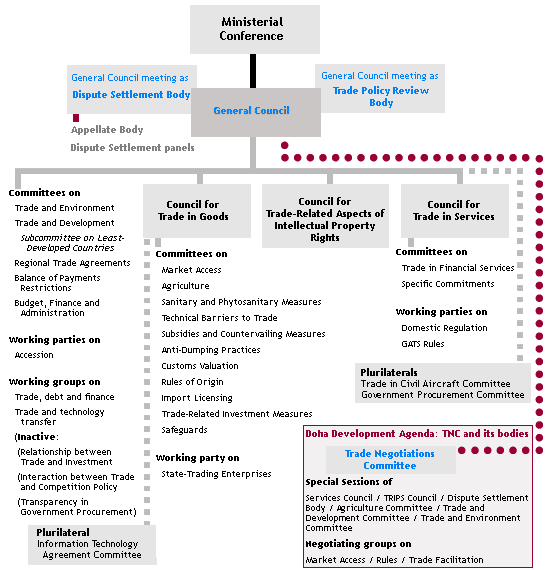 Ministerial
Conference
General Council meeting as
Dispute Settlement Body
General Council meeting as
Trade Policy Review
Body
General Council
Appellate Body
Dispute Settlement panels
Committees on
Trade and Environment
Trade and Development
Subcommittee on Least-
Developed Countries
Regional Trade Agreements
Balance of Payments
Restrictions
Budget, Finance and
Administration
Working parties on
Accession
Working groups on
Trade, debt and finance
Trade and technology
transfer
(Inactive:
(Relationship between
Trade and Investment
(Interaction between Trade
and Competition Policy
(Transparency in
Government Procurement)
Plurilateral
Information Technology
Agreement Committee
Council for
Trade in Goods
Committees on
Market Access
Agriculture
Sanitary and Phytosanitary Measures
Technical Barriers to Trade
Subsidies and Countervailing Measures
Anti-Dumping Practices
Customs Valuation
Rules of Origin
Import Licensing
Trade-Related Investment Measures
Safeguards
Working party on
State-Trading Enterprises
Council for
Trade-Related Aspects of
Intellectual Property
Rights
Council for
Trade in Services
Committees on
Trade in Financial Services
Specific Commitments
Working parties on
Domestic Regulation
GATS Rules
Plurilaterals
Trade in Civil Aircraft Committee
Government Procurement Committee
Doha Development Agenda: TNC and its bodies
Trade Negotiations
Committee
Special Sessions of
Services Council / TRIPS Council / Dispute Settlement
Body / Agriculture Committee / Trade and
Development Committee / Trade and Environment
Committee
Negotiating groups on
Market Access / Rules / Trade Facilitation